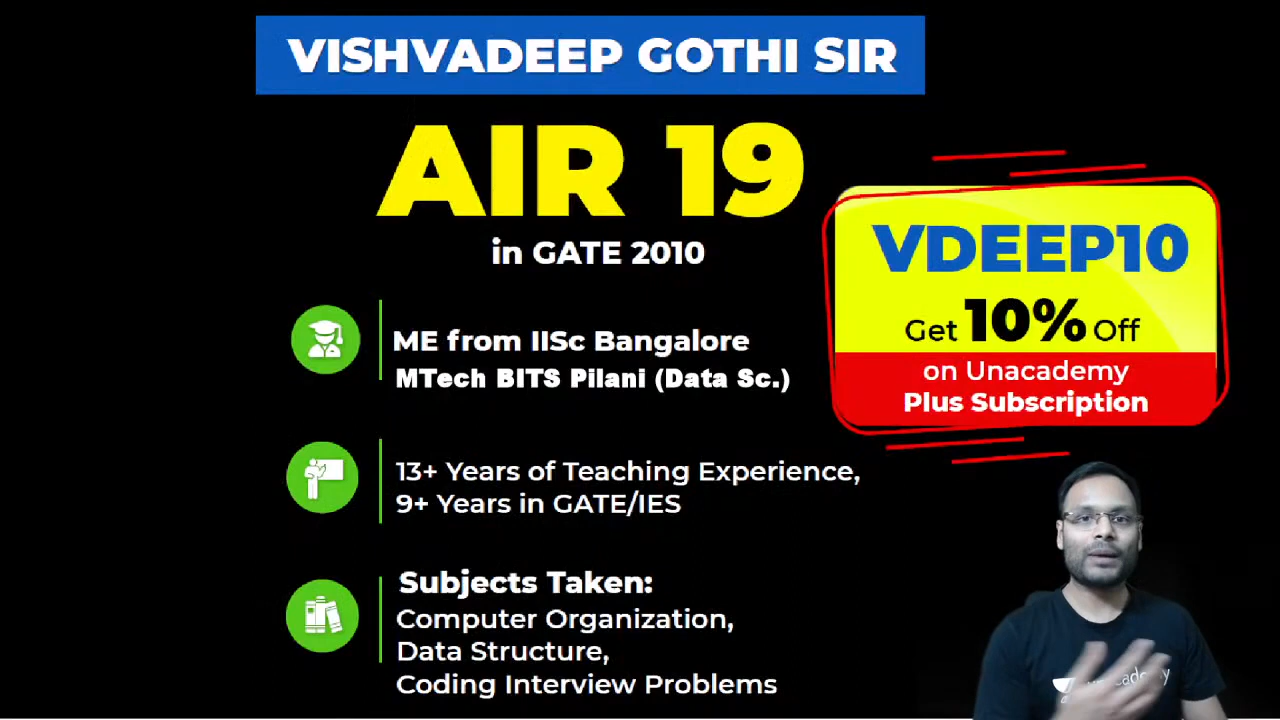 VISHVADEEP GOTHI SIR
AIR 19
in GATE 2010
ME from IISc Bangalore
MTech BITS Pilani (Data Sc.)
13+ Years of Teaching Experience,
9+ Years in GATE/IES
Subjects Taken:
Computer Organization,
Data Structure,
Coding Interview Problems
VDEEP10
Get 10% Off
on Unacademy
Plus Subscription